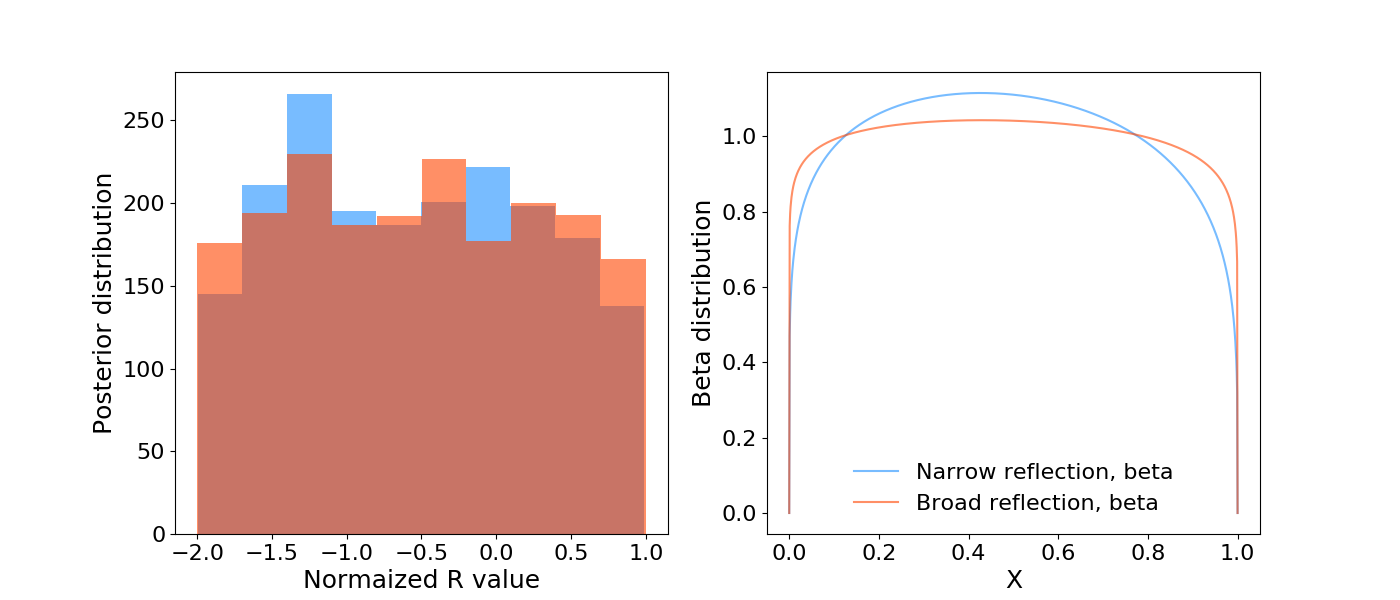 Posterior distribution
250
200
150
100
50
0
−2.0 −1.5 −1.0 −0.5 0.0 0.5 1.0
Normaized R value
Beta distribution
1.0
0.8
0.6
0.4
0.2
0.0
Narrow reflection, beta
Broad reflection, beta
0.0 0.2 0.4 0.6 0.8 1.0
X